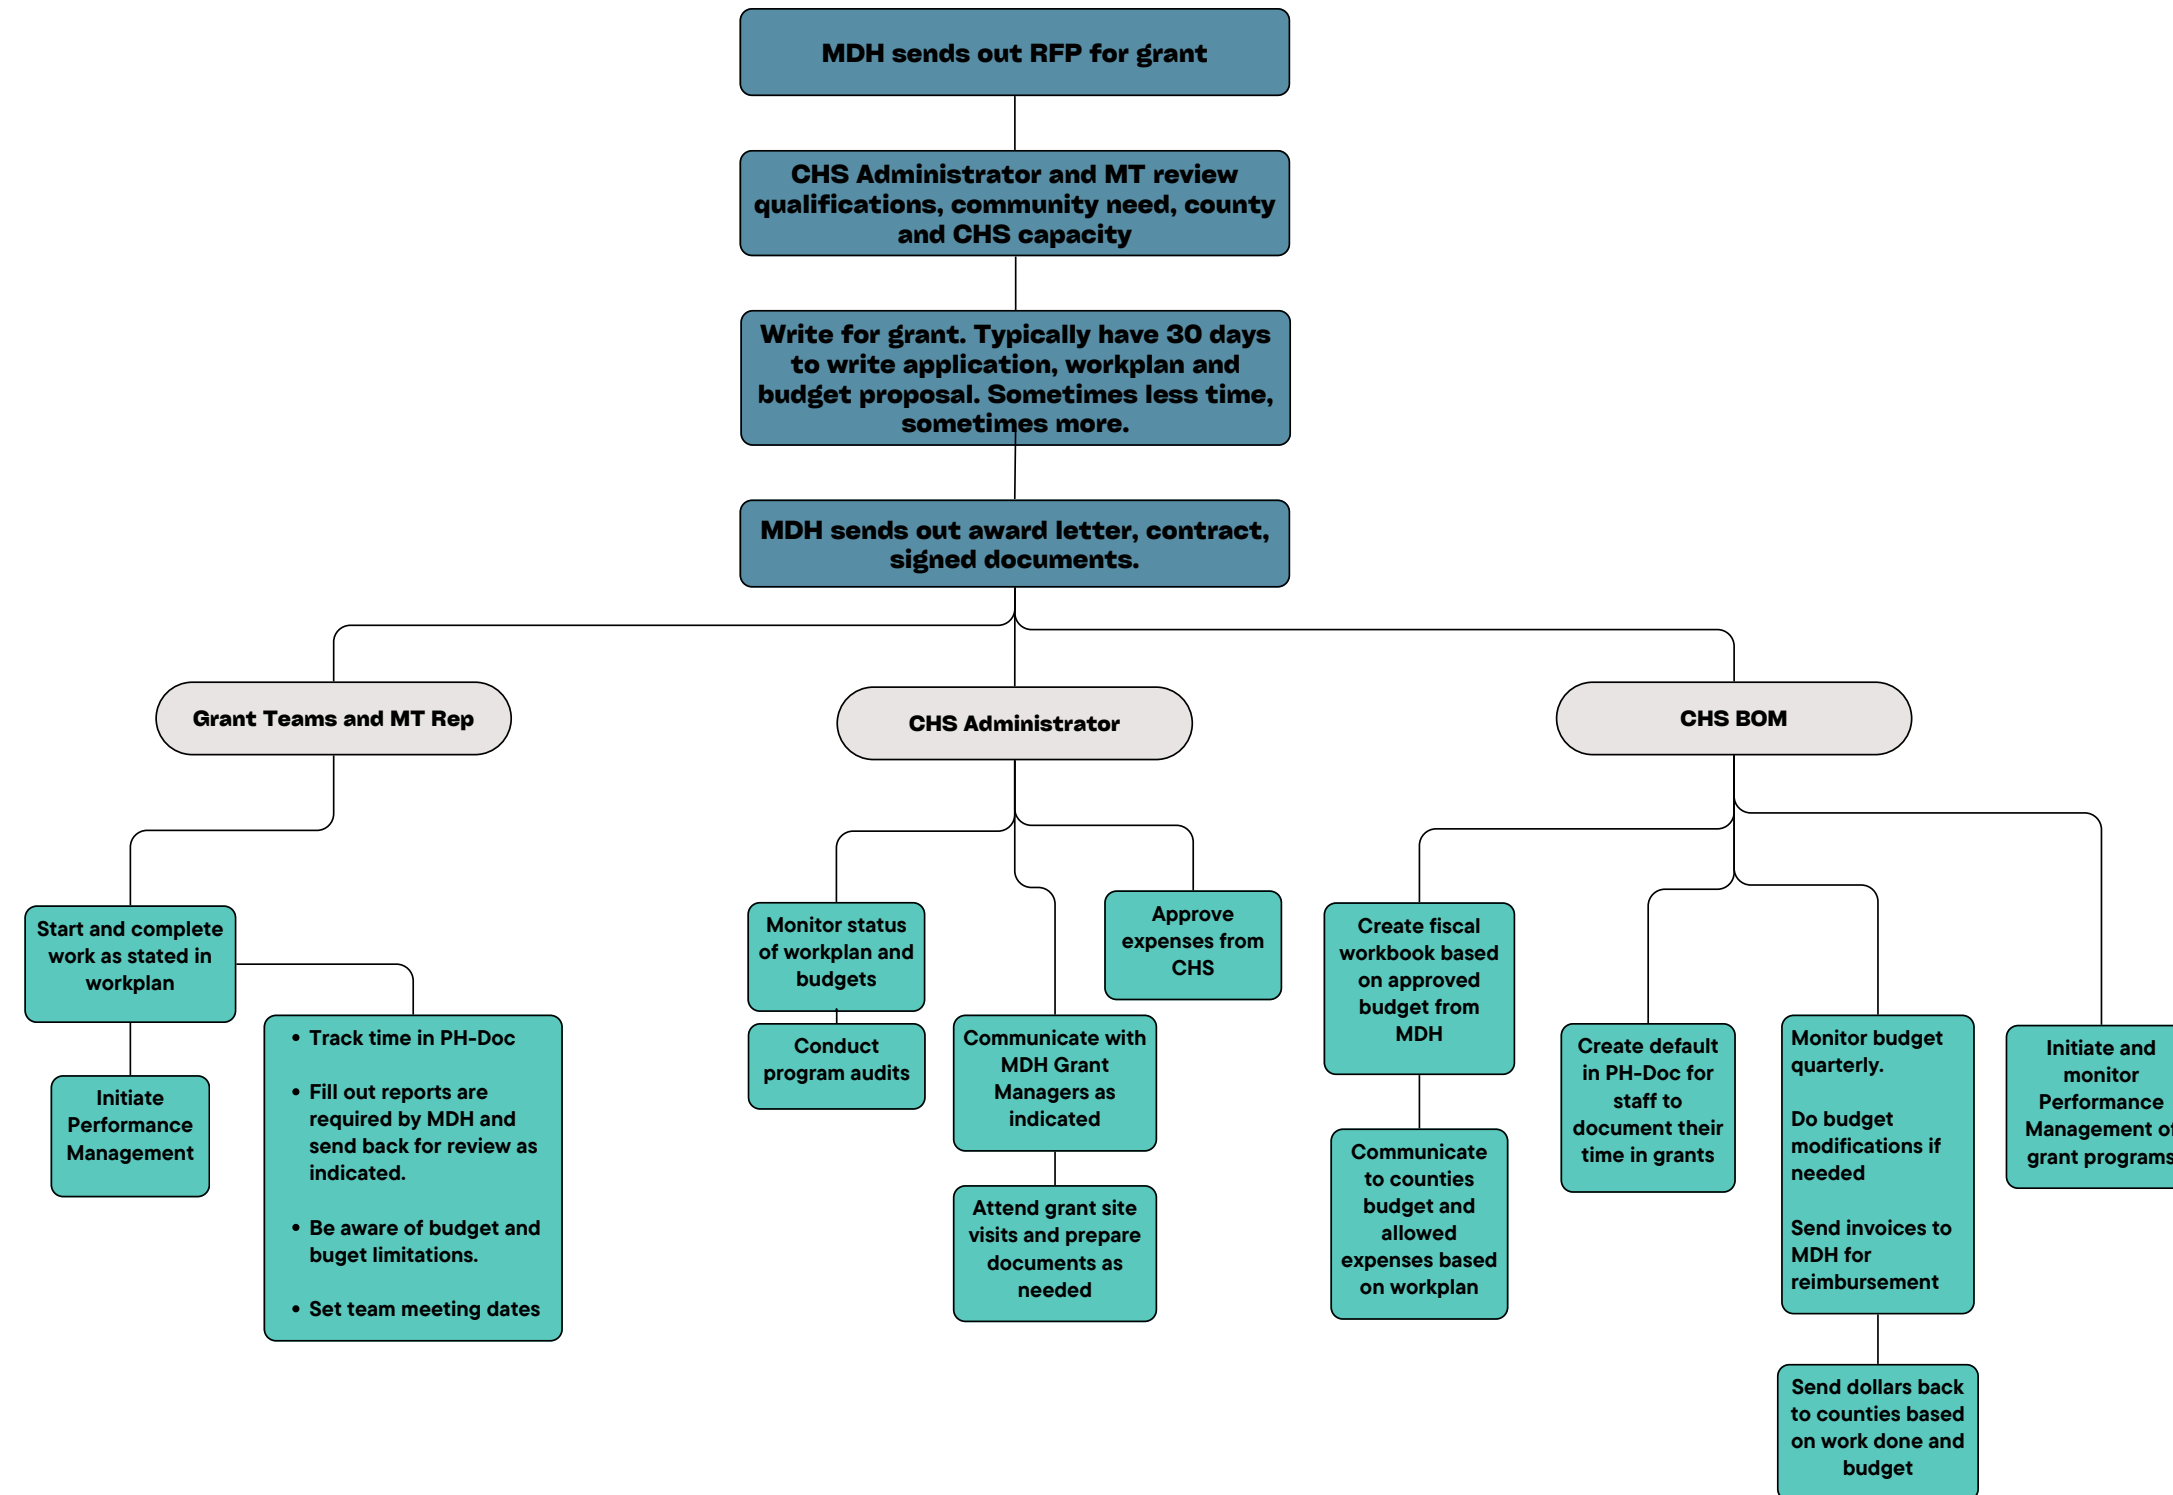 MDH sends out RFP for grant
CHS Administrator and MT review
qualifications, community need, county
and CHS capacity
Write for grant. Typically have 30 days
to write application, workplan and
budget proposal. Sometimes less time,
sometimes more.
MDH sends out award letter, contract,
signed documents.
Grant Teams and MT Rep
Start and complete
work as stated in
workplan
Initiate
Performance
Management
• Track time in PH-Doc
• Fill out reports are
required by MDH and
send back for review as
indicated.
• Be aware of budget and
buget limitations.
• Set team meeting dates
CHS Administrator
Monitor status
of workplan and
budgets
Conduct
program audits
Communicate with
MDH Grant
Managers as
indicated
Attend grant site
visits and prepare
documents as
needed
Approve
expenses from
CHS
CHS BOM
Create fiscal
workbook based
on approved
budget from
MDH
Communicate
to counties
budget and
allowed
expenses based
on workplan
Create default
in PH-Doc for
staff to
document their
time in grants
Monitor budget
quarterly.
Do budget
modifications if
needed
Send invoices to
MDH for
reimbursement
Send dollars back
to counties based
on work done and
budget
Initiate and
monitor
Performance
Management of
grant programs